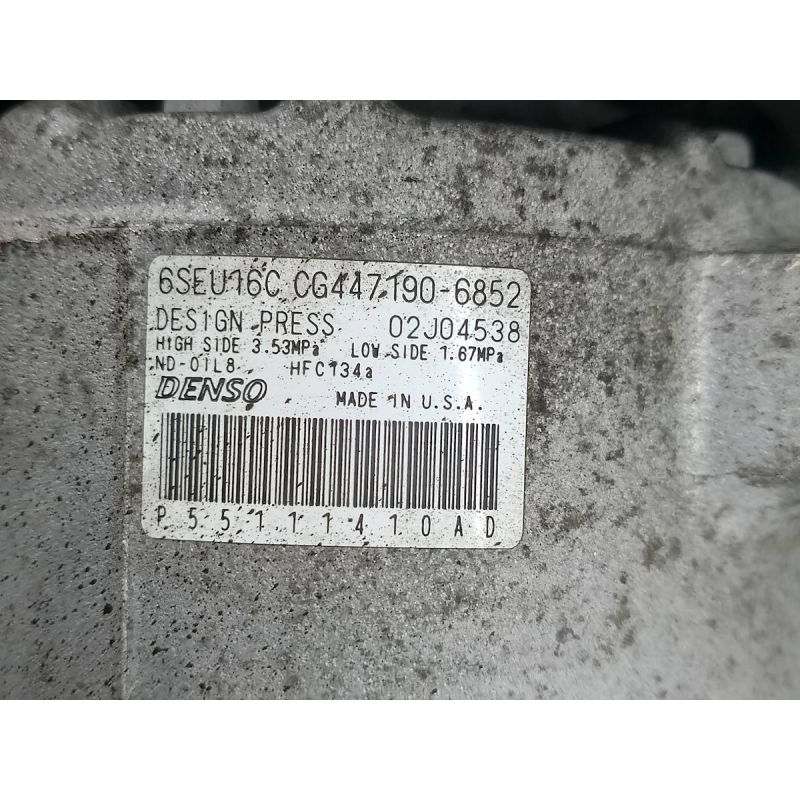 6SEU16C CG447190-6852
DESIGN PRESS 02J04538
HIGH SIDE 3.53MPa LOW SIDE 1.67MPa
ND-OIL8 HFC134a
DENSO MADE IN U.S.A.
P55111410AD